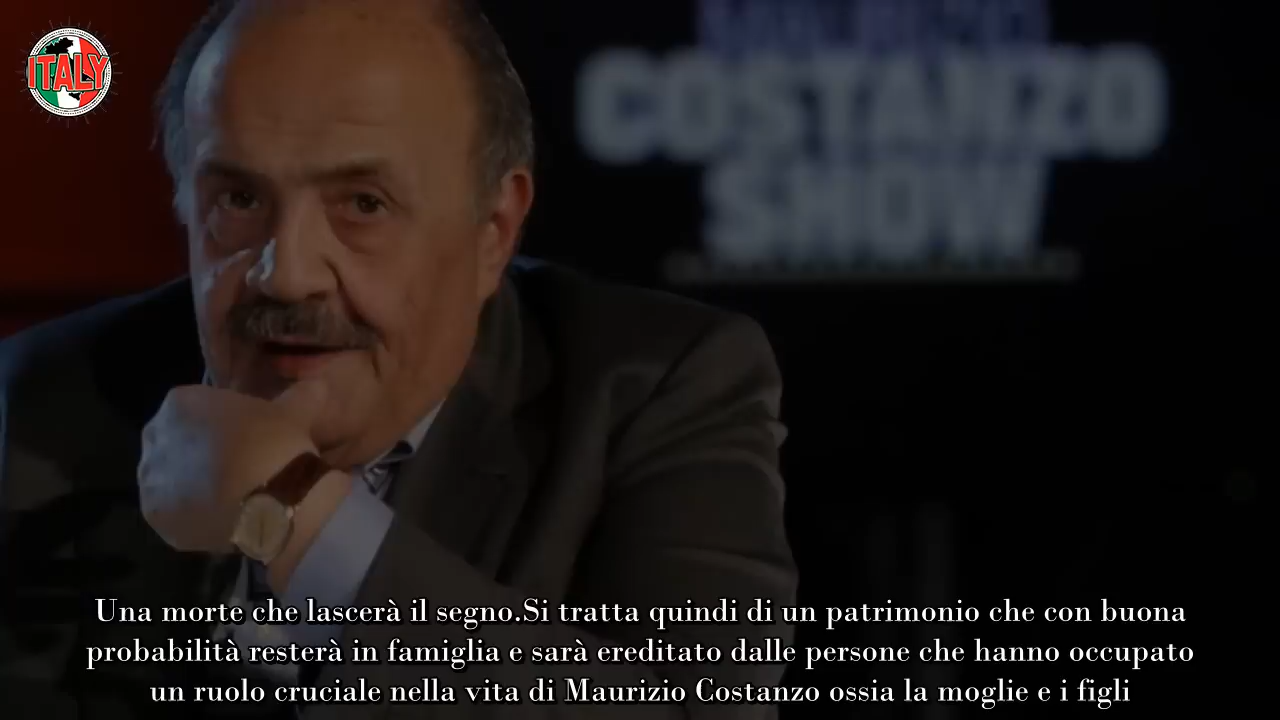 ITALY
COSTANZO
SHOW
Una morte che lascerà il segno.Si tratta quindi di un patrimonio che con buona
probabilità resterà in famiglia e sarà ereditato dalle persone che hanno occupato
un ruolo cruciale nella vita di Maurizio Costanzo ossia la moglie e i figli